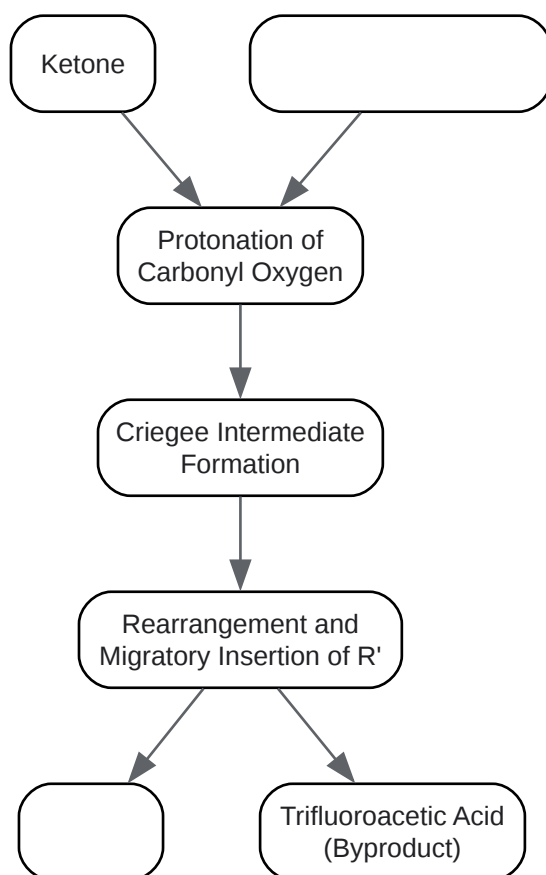 Ketone
Protonation of
Carbonyl Oxygen
Criegee Intermediate
Formation
Rearrangement and
Migratory Insertion of R'
Trifluoroacetic Acid
(Byproduct)